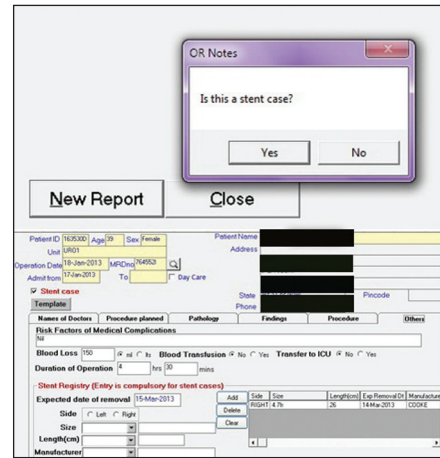 OR Notes
Is this a stent case?
Yes No
New Report Close
Patient ID 163530D Age 39 Sex Female Patient Name
Unit URO1 Address
Operation Date 18-Jan-2013 MRDno 7645528
Admit from 17-Jan-2013 To Day Care
Stent case State Pincode
Template Phone
Names of Doctors Procedure planned Pathology Findings Procedure Others
Risk Factors of Medical Complications
Nil
Blood Loss 150 ml lts Blood Transfusion No Yes Transfer to ICU No Yes
Duration of Operation 4 hrs 30 mins
Stent Registry (Entry is compulsory for stent cases)
Expected date of removal 15-Mar-2013 Add Side Size Length(cm) Exp Removal Dt Manufacture
Side Left Right Delete RIGHT 4.7fr 26 14-Mar-2013 COOKE
Size Clear
Length(cm)
Manufacturer